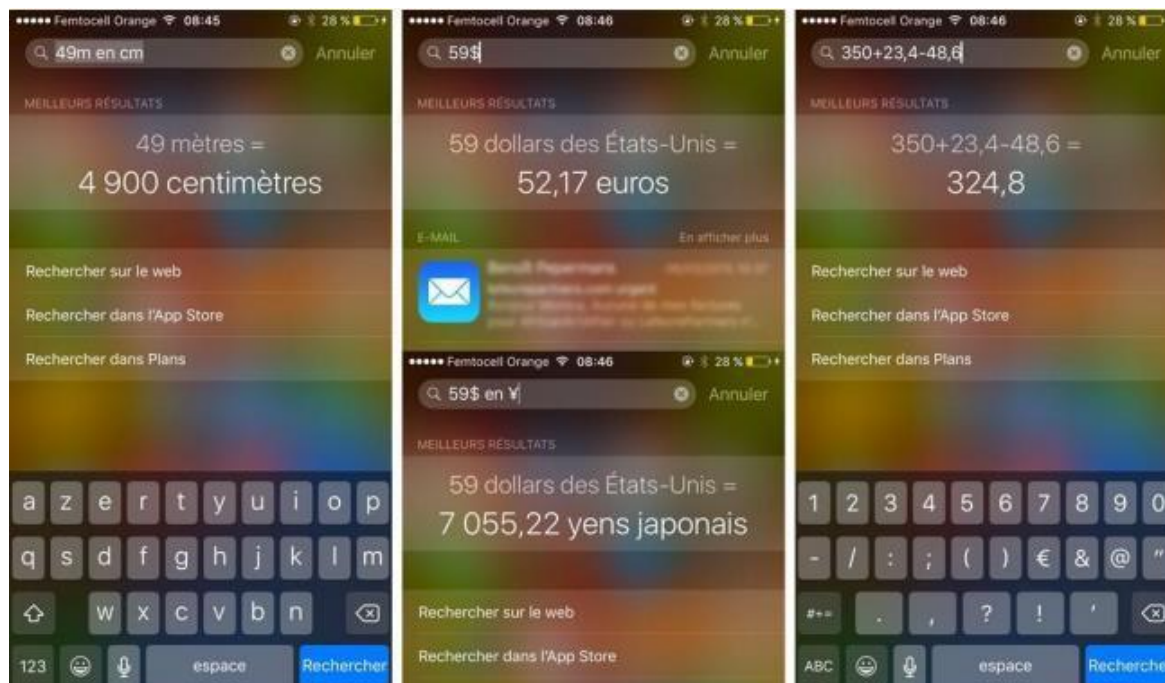 Femtocell Orange 08:45 28 %
49m en cm Annuler
MEILLEURS RÉSULTATS
49 mètres =
4 900 centimètres
Rechercher sur le web
Rechercher dans l'App Store
Rechercher dans Plans
a z e r t y u i o p
q s d f g h j k l m
w x c v b n
123 espace Rechercher
Femtocell Orange 08:46 28 %
59$ Annuler
MEILLEURS RÉSULTATS
59 dollars des États-Unis =
52,17 euros
E-MAIL En afficher plus
Femtocell Orange 08:46 28 %
59$ en ¥ Annuler
MEILLEURS RÉSULTATS
59 dollars des États-Unis =
7 055,22 yens japonais
Rechercher sur le web
Rechercher dans l'App Store
Femtocell Orange 08:46 28 %
350+23,4-48,6 Annuler
MEILLEURS RÉSULTATS
350+23,4-48,6 =
324,8
Rechercher sur le web
Rechercher dans l'App Store
Rechercher dans Plans
1 2 3 4 5 6 7 8 9 0
- / : ; ( ) € & @ "
#+= . , ? ! '
ABC espace Rechercher